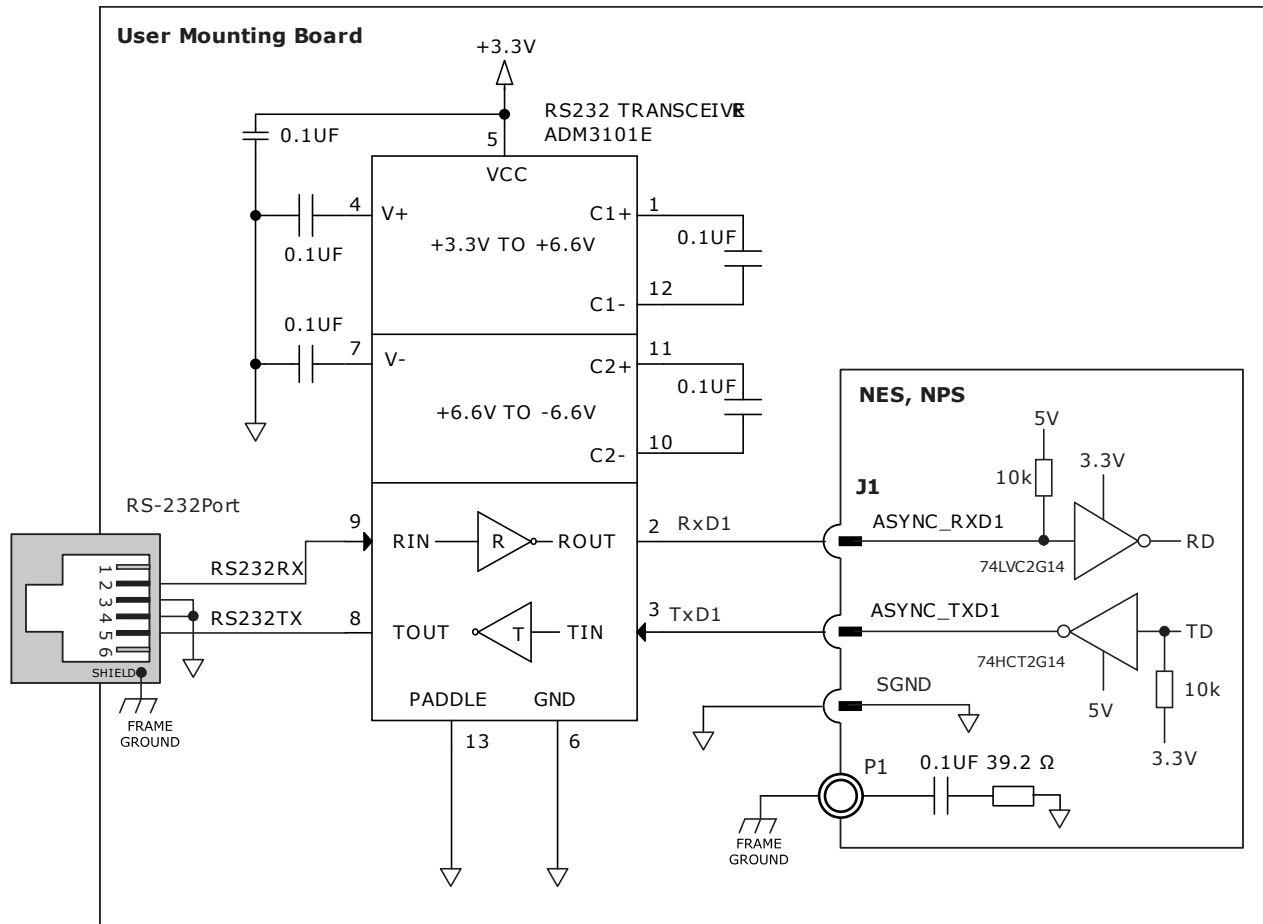 User Mounting Board
+3.3V
RS232 TRANSCEIVER
ADM3101E
0.1UF
5
VCC
4
V+
C1+
1
0.1UF
+3.3V TO +6.6V
0.1UF
C1-
12
0.1UF
7
V-
C2+
11
0.1UF
+6.6V TO -6.6V
C2-
10
NES, NPS
5V
3.3V
10k
J1
RS-232Port
9
RIN
R
ROUT
2
RxD1
ASYNC_RXD1
RD
74LVC2G14
1
2
3
4
5
6
RS232RX
RS232TX
8
TOUT
T
TIN
3
TxD1
ASYNC_TXD1
TD
74HCT2G14
SHIELD
FRAME
GROUND
PADDLE
GND
SGND
5V
10k
3.3V
13
6
P1
0.1UF
39.2 Ω
FRAME
GROUND